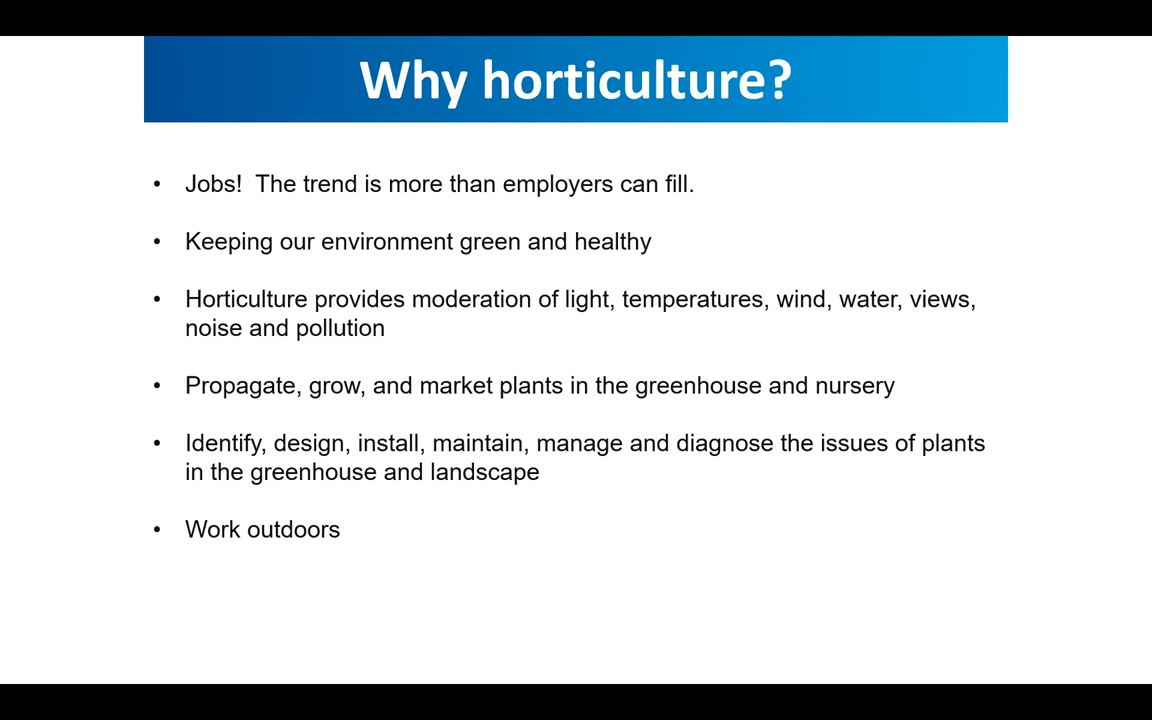 Why horticulture?
• Jobs!  The trend is more than employers can fill.
• Keeping our environment green and healthy
• Horticulture provides moderation of light, temperatures, wind, water, views,
noise and pollution
• Propagate, grow, and market plants in the greenhouse and nursery
• Identify, design, install, maintain, manage and diagnose the issues of plants
in the greenhouse and landscape
• Work outdoors